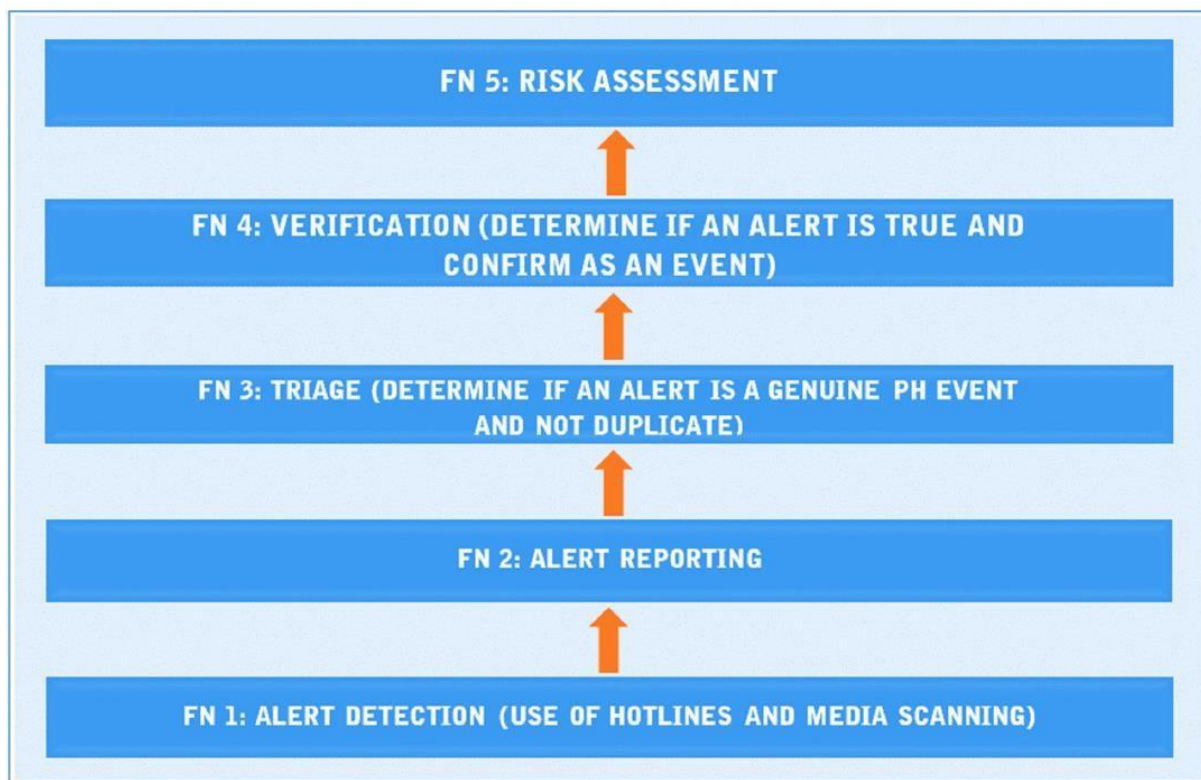 FN 5: RISK ASSESSMENT
FN 4: VERIFICATION (DETERMINE IF AN ALERT IS TRUE AND
CONFIRM AS AN EVENT)
FN 3: TRIAGE (DETERMINE IF AN ALERT IS A GENUINE PH EVENT
AND NOT DUPLICATE)
FN 2: ALERT REPORTING
FN 1: ALERT DETECTION (USE OF HOTLINES AND MEDIA SCANNING)